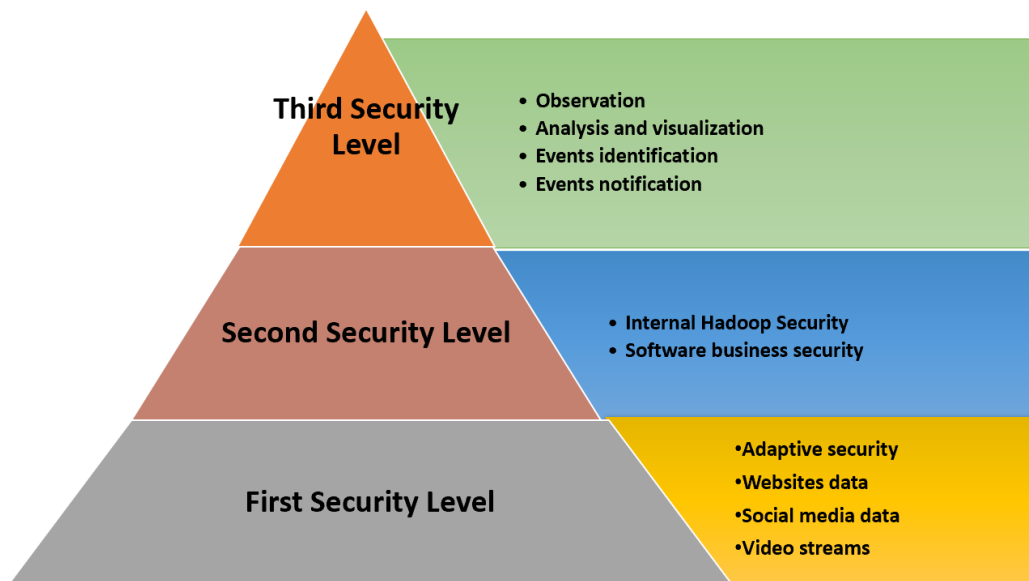 Third Security
Level
• Observation
• Analysis and visualization
• Events identification
• Events notification
Second Security Level
• Internal Hadoop Security
• Software business security
First Security Level
•Adaptive security
•Websites data
•Social media data
•Video streams